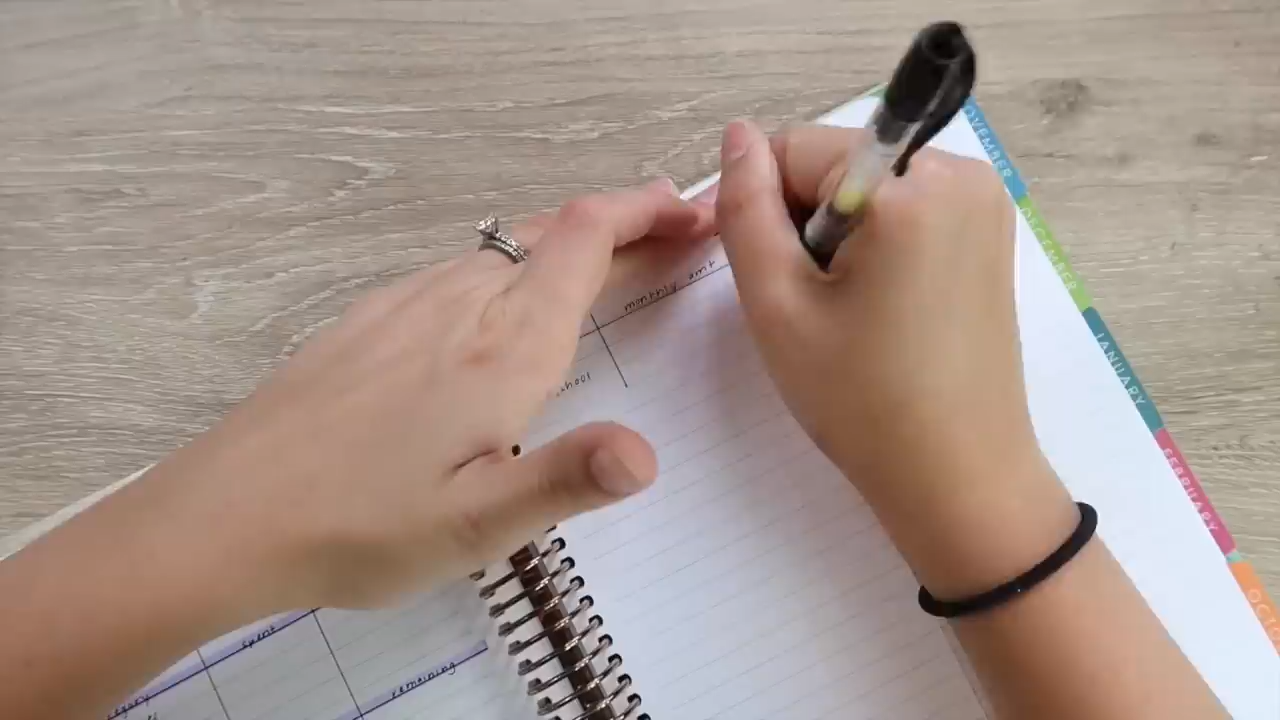 monthly amt
school
spent
remaining
NOVEMBER
DECEMBER
JANUARY
FEBRUARY